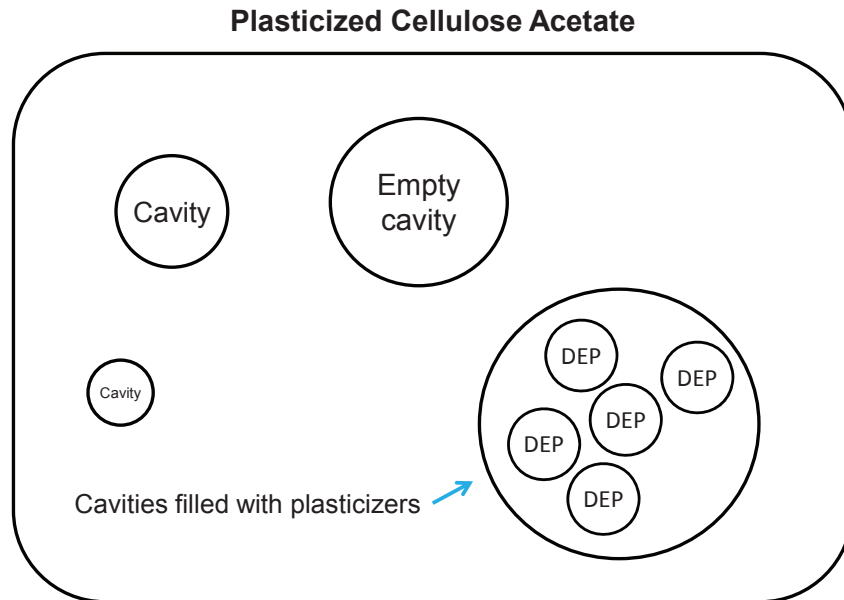 Plasticized Cellulose Acetate
Cavity
Empty
cavity
Cavity
DEP
DEP
DEP
DEP
DEP
Cavities filled with plasticizers